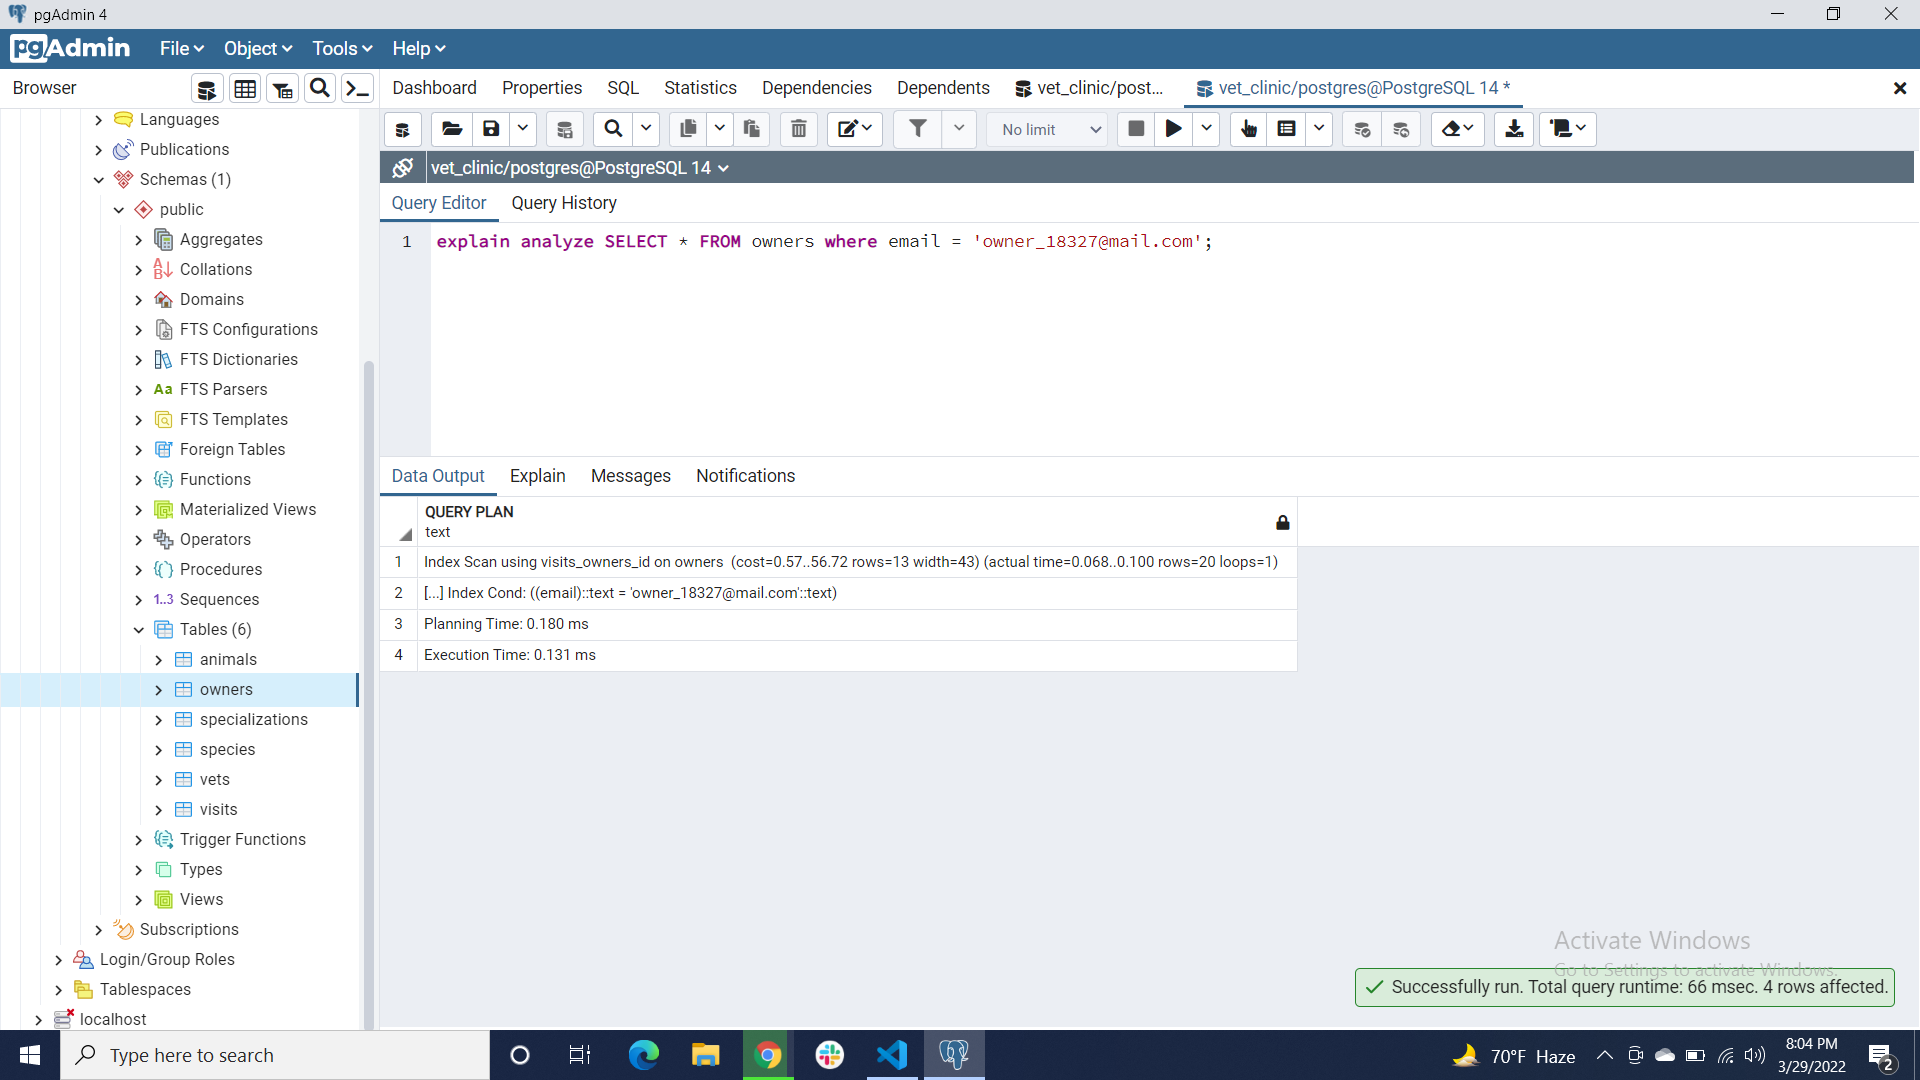 pgAdmin 4
pgAdmin File Object Tools Help
Browser
Dashboard Properties SQL Statistics Dependencies Dependents vet_clinic/post... vet_clinic/postgres@PostgreSQL 14 *
No limit
vet_clinic/postgres@PostgreSQL 14
Query Editor Query History
1 explain analyze SELECT * FROM owners where email = 'owner_18327@mail.com';
Languages
Publications
Schemas (1)
public
Aggregates
Collations
Domains
FTS Configurations
FTS Dictionaries
Aa FTS Parsers
FTS Templates
Foreign Tables
Functions
Materialized Views
Operators
Procedures
1..3 Sequences
Tables (6)
animals
owners
specializations
species
vets
visits
Trigger Functions
Types
Views
Subscriptions
Login/Group Roles
Tablespaces
localhost
Data Output Explain Messages Notifications
QUERY PLAN
text
1 Index Scan using visits_owners_id on owners (cost=0.57..56.72 rows=13 width=43) (actual time=0.068..0.100 rows=20 loops=1)
2 [...] Index Cond: ((email)::text = 'owner_18327@mail.com'::text)
3 Planning Time: 0.180 ms
4 Execution Time: 0.131 ms
Activate Windows
Go to Settings to activate Windows.
Successfully run. Total query runtime: 66 msec. 4 rows affected.
Type here to search
70°F Haze
8:04 PM
3/29/2022
2